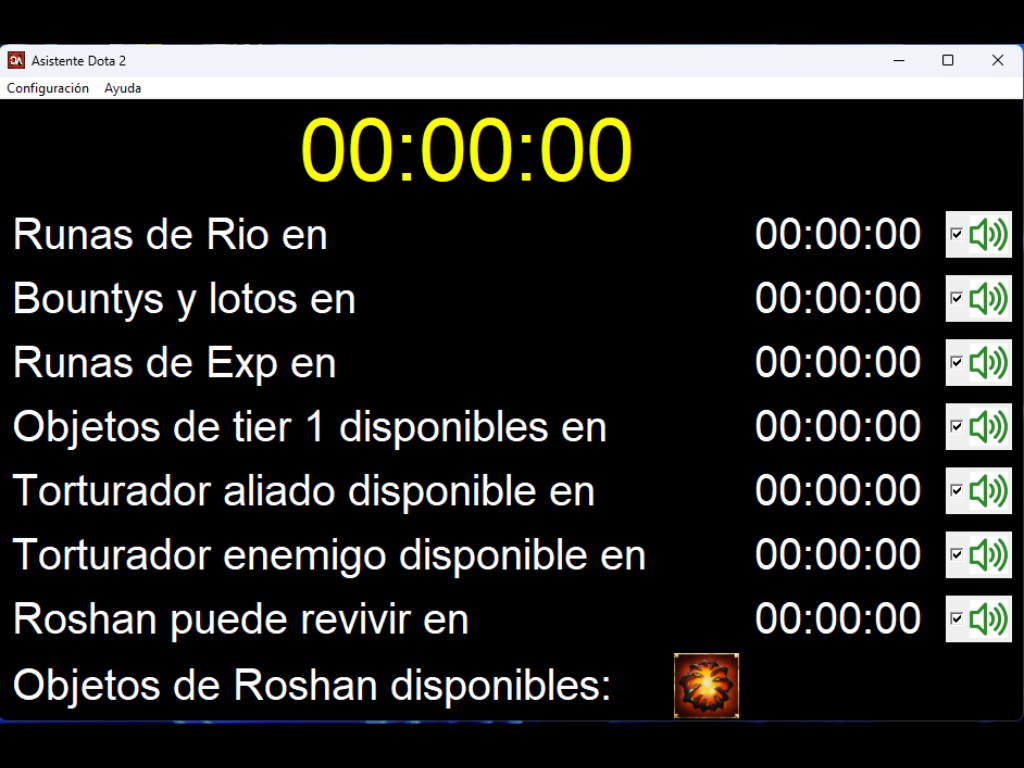 Asistente Dota 2
Configuración Ayuda
00:00:00
Runas de Rio en 00:00:00
Bountys y lotos en 00:00:00
Runas de Exp en 00:00:00
Objetos de tier 1 disponibles en 00:00:00
Torturador aliado disponible en 00:00:00
Torturador enemigo disponible en 00:00:00
Roshan puede revivir en 00:00:00
Objetos de Roshan disponibles: